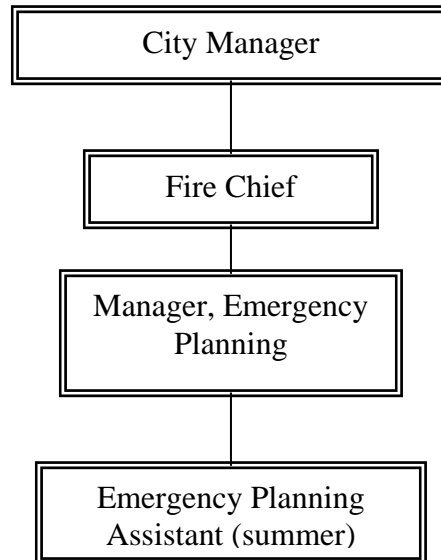 City Manager
Fire Chief
Manager, Emergency
Planning
Emergency Planning
Assistant (summer)